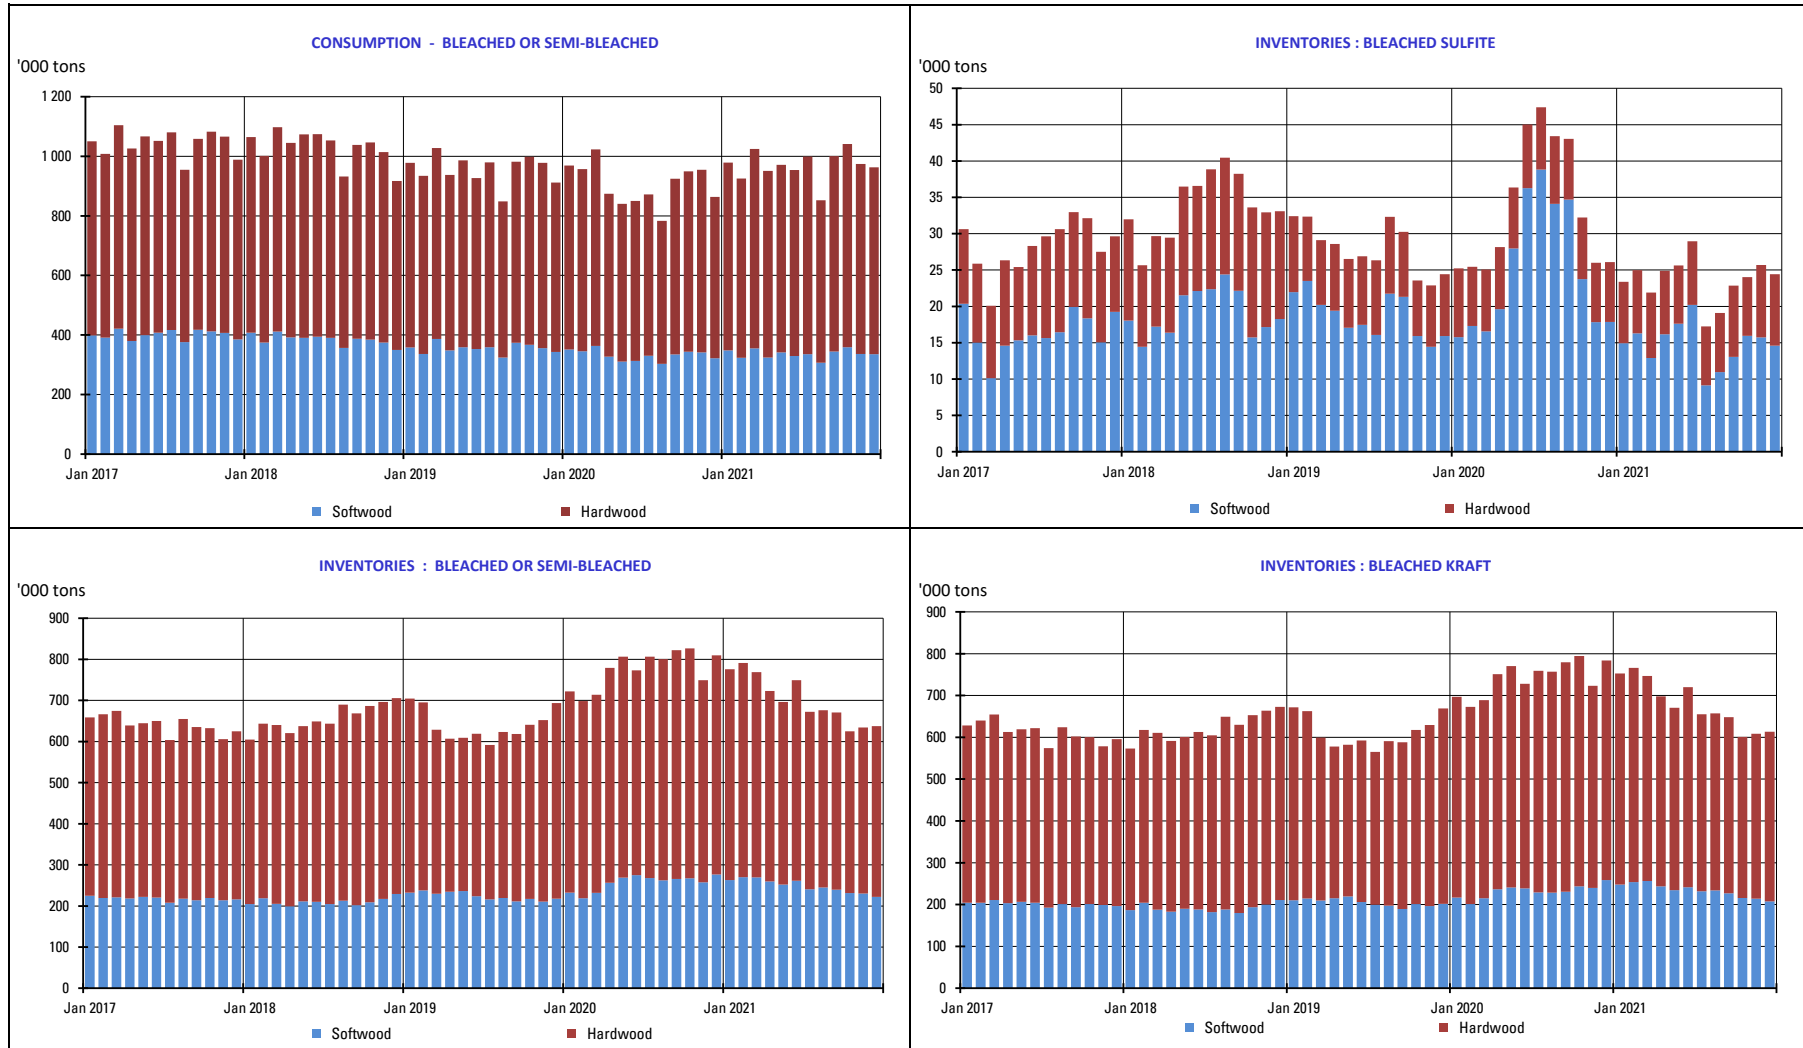 CONSUMPTION - BLEACHED OR SEMI-BLEACHED
'000 tons
1 200
1 000
800
600
400
200
0
Jan 2017 Jan 2018 Jan 2019 Jan 2020 Jan 2021
Softwood Hardwood
INVENTORIES : BLEACHED SULFITE
'000 tons
50
45
40
35
30
25
20
15
10
5
0
Jan 2017 Jan 2018 Jan 2019 Jan 2020 Jan 2021
Softwood Hardwood
INVENTORIES : BLEACHED OR SEMI-BLEACHED
'000 tons
900
800
700
600
500
400
300
200
100
0
Jan 2017 Jan 2018 Jan 2019 Jan 2020 Jan 2021
Softwood Hardwood
INVENTORIES : BLEACHED KRAFT
'000 tons
900
800
700
600
500
400
300
200
100
0
Jan 2017 Jan 2018 Jan 2019 Jan 2020 Jan 2021
Softwood Hardwood